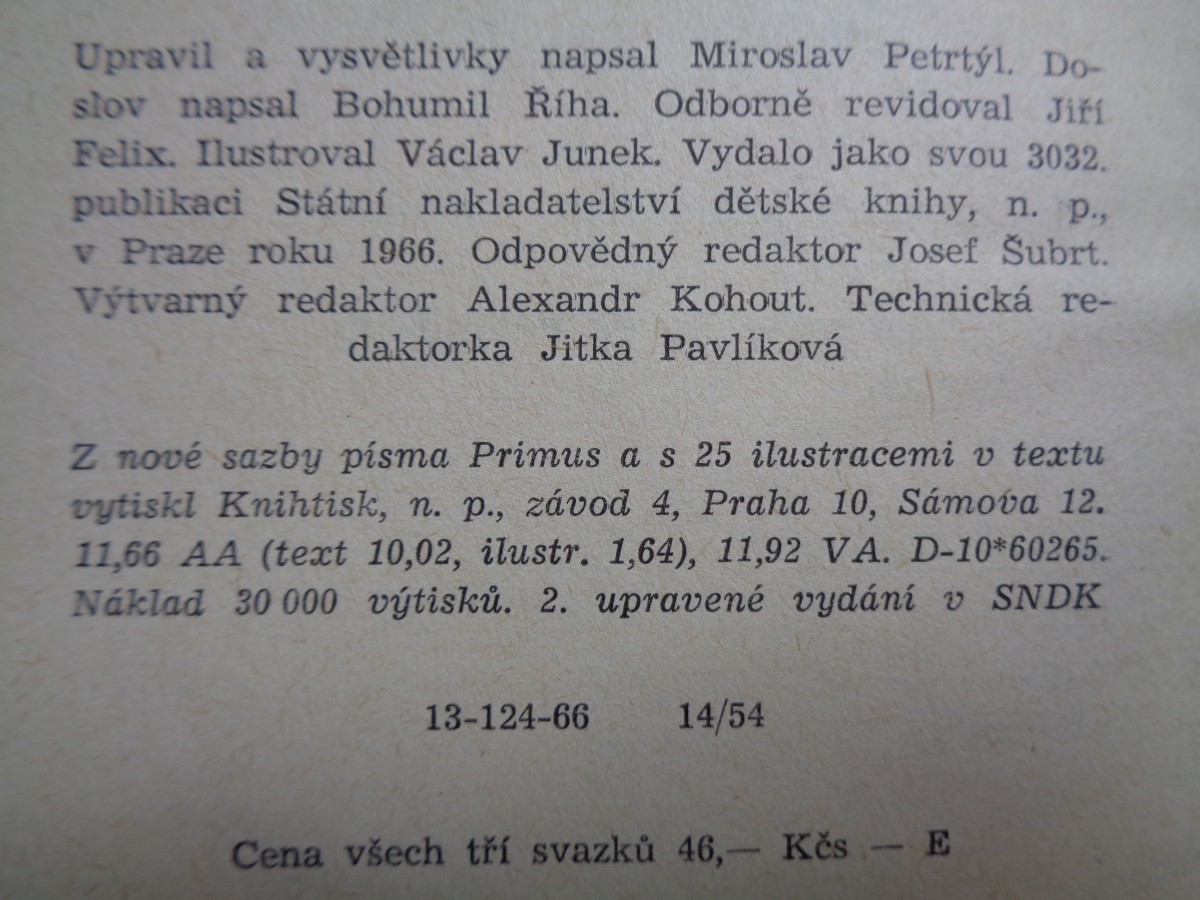 Upravil a vysvětlivky napsal Miroslav Petrtýl. Do-
slov napsal Bohumil Říha. Odborně revidoval Jiří
Felix. Ilustroval Václav Junek. Vydalo jako svou 3032.
publikaci Státní nakladatelství dětské knihy, n. p.,
v Praze roku 1966. Odpovědný redaktor Josef Šubrt.
Výtvarný redaktor Alexandr Kohout. Technická re-
daktorka Jitka Pavlíková
Z nové sazby písma Primus a s 25 ilustracemi v textu
vytiskl Knihtisk, n. p., závod 4, Praha 10, Sámova 12.
11,66 AA (text 10,02, ilustr. 1,64), 11,92 VA. D-10*60265.
Náklad 30 000 výtisků. 2. upravené vydání v SNDK
13-124-66 14/54
Cena všech tří svazků 46,— Kčs — E